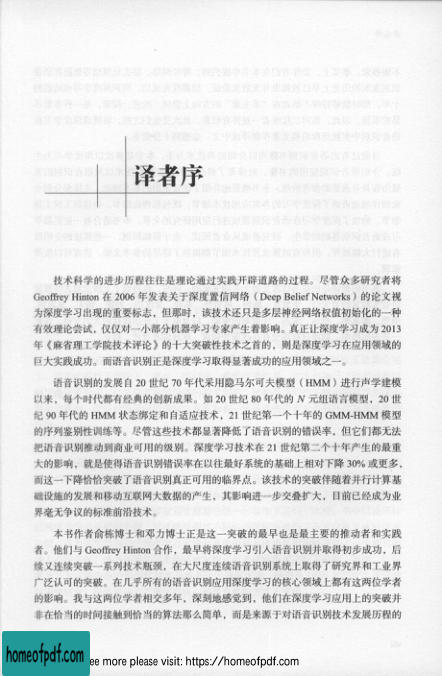 译者序
技术科学的进步历程往往是理论通过实践开辟道路的过程。尽管众多研究者将
Geoffrey Hinton 在 2006 年发表关于深度置信网络（Deep Belief Networks）的论文视
为深度学习出现的重要标志，但那时，该技术还只是多层神经网络权值初始化的一种
有效理论尝试，仅仅对一小部分机器学习专家产生着影响。真正让深度学习成为 2013
年《麻省理工学院技术评论》的十大突破性技术之首的，则是深度学习在应用领域的
巨大实践成功。而语音识别正是深度学习取得显著成功的应用领域之一。
语音识别的发展自 20 世纪 70 年代采用隐马尔可夫模型（HMM）进行声学建模
以来，每个时代都有经典的创新成果。如 20 世纪 80 年代的 N 元组语言模型，20 世
纪 90 年代的 HMM 状态绑定和自适应技术，21 世纪第一个十年的 GMM-HMM 模型
的序列鉴别性训练等。尽管这些技术都显著降低了语音识别的错误率，但它们都无法
把语音识别推动到商业可用的级别。深度学习技术在 21 世纪第二个十年产生的最重
大的影响，就是使得语音识别错误率在以往最好系统的基础上相对下降 30% 或更多，
而这一下降恰恰突破了语音识别真正可用的临界点。该技术的突破伴随着并行计算基
础设施的发展和移动互联网大数据的产生，其影响进一步交叠扩大，目前已经成为业
界毫无争议的标准前沿技术。
本书作者俞栋博士和邓力博士正是这一突破的最早也是最主要的推动者和实践
者。他们与 Geoffrey Hinton 合作，最早将深度学习引入语音识别并取得初步成功，后
续又连续突破一系列技术瓶颈，在大尺度连续语音识别系统上取得了研究界和工业界
广泛认可的突破。在几乎所有的语音识别应用深度学习的核心领域上都有这两位学者
的影响。我与这两位学者相交多年，深刻地感觉到，他们在深度学习应用上的突破并
非在恰当的时间接触到恰当的算法那么简单，而是来源于对语音识别技术发展历程的
homeofpdf.com
ee more please visit: https://homeofpdf.com